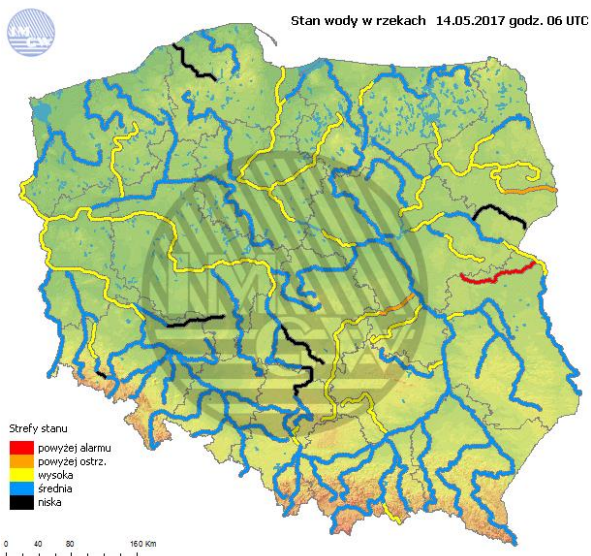 Stan wody w rzekach 14.05.2017 godz. 06 UTC
Strefy stanu
powyżej alarmu
powyżej ostrz.
wysoka
średnia
niska
0 40 80 160 Km